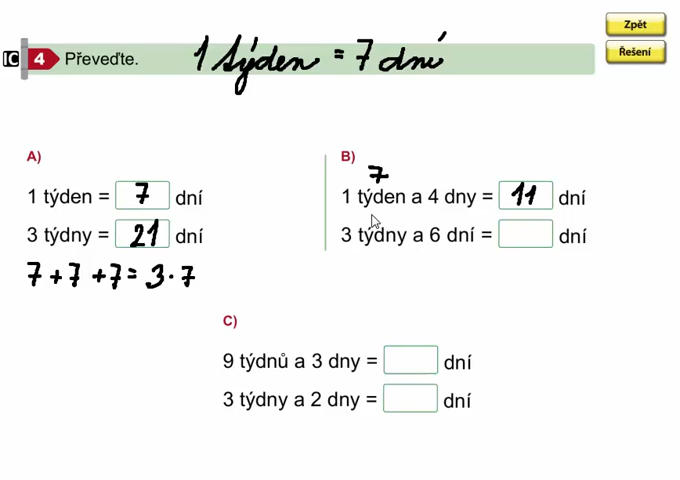 Zpět
Řešení
IC 4 Převeďte. 1 týden = 7 dní
A)
1 týden = 7 dní
3 týdny = 21 dní
7 + 7 + 7 = 3 · 7
B)
7
1 týden a 4 dny = 11 dní
3 týdny a 6 dní = dní
C)
9 týdnů a 3 dny = dní
3 týdny a 2 dny = dní